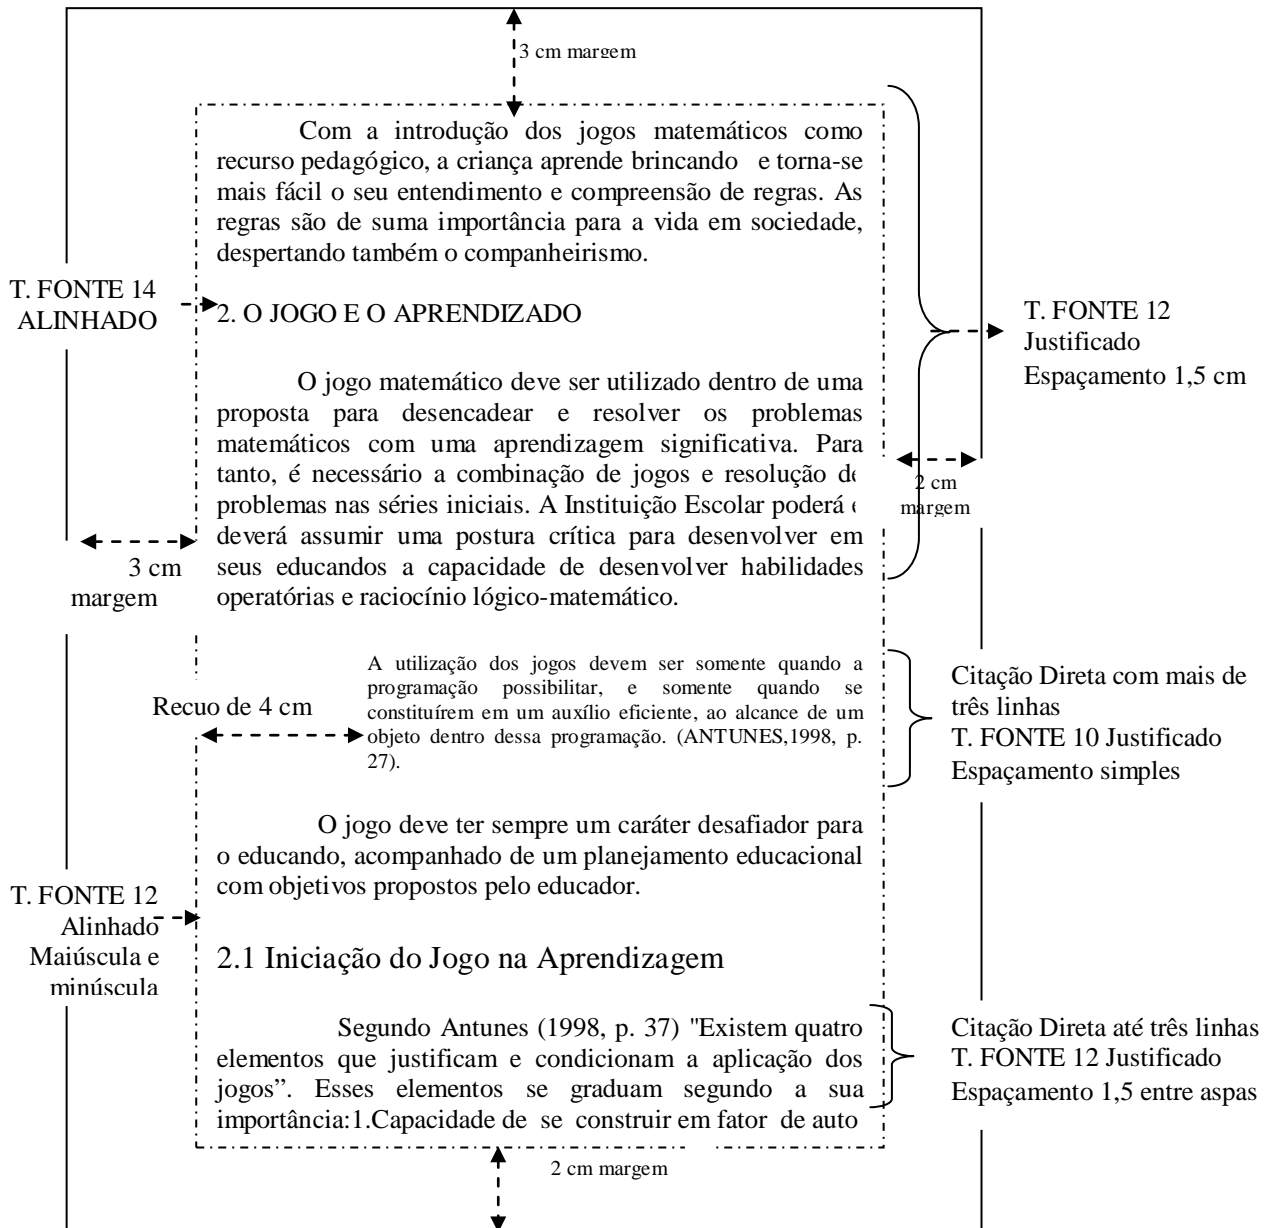 3 cm margem
Com a introdução dos jogos matemáticos como
recurso pedagógico, a criança aprende brincando e torna-se
mais fácil o seu entendimento e compreensão de regras. As
regras são de suma importância para a vida em sociedade,
despertando também o companheirismo.
T. FONTE 14
ALINHADO
2. O JOGO E O APRENDIZADO
T. FONTE 12
Justificado
Espaçamento 1,5 cm
O jogo matemático deve ser utilizado dentro de uma
proposta para desencadear e resolver os problemas
matemáticos com uma aprendizagem significativa. Para
tanto, é necessário a combinação de jogos e resolução de
problemas nas séries iniciais. A Instituição Escolar poderá e
deverá assumir uma postura crítica para desenvolver em
seus educandos a capacidade de desenvolver habilidades
operatórias e raciocínio lógico-matemático.
2 cm
margem
3 cm
margem
A utilização dos jogos devem ser somente quando a
programação possibilitar, e somente quando se
constituírem em um auxílio eficiente, ao alcance de um
objeto dentro dessa programação. (ANTUNES,1998, p.
27).
Recuo de 4 cm
Citação Direta com mais de
três linhas
T. FONTE 10 Justificado
Espaçamento simples
O jogo deve ter sempre um caráter desafiador para
o educando, acompanhado de um planejamento educacional
com objetivos propostos pelo educador.
T. FONTE 12
Alinhado
Maiúscula e
minúscula
2.1 Iniciação do Jogo na Aprendizagem
Segundo Antunes (1998, p. 37) "Existem quatro
elementos que justificam e condicionam a aplicação dos
jogos”. Esses elementos se graduam segundo a sua
importância:1.Capacidade de se construir em fator de auto
Citação Direta até três linhas
T. FONTE 12 Justificado
Espaçamento 1,5 entre aspas
2 cm margem